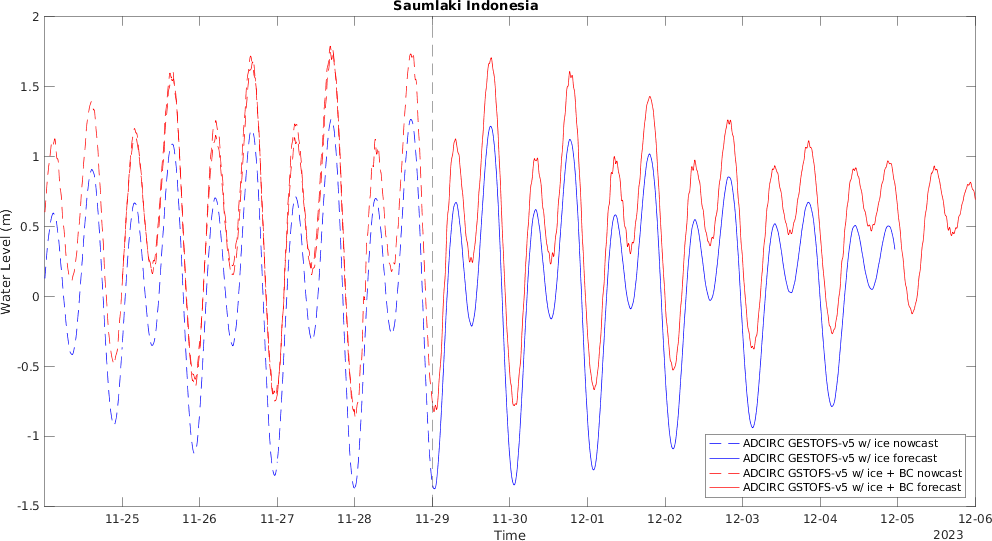 Saumlaki Indonesia
2
1.5
1
0.5
0
-0.5
-1
-1.5
Water Level (m)
ADCIRC GESTOFS-v5 w/ ice nowcast
ADCIRC GESTOFS-v5 w/ ice forecast
ADCIRC GSTOFS-v5 w/ ice + BC nowcast
ADCIRC GSTOFS-v5 w/ ice + BC forecast
11-25 11-26 11-27 11-28 11-29 11-30 12-01 12-02 12-03 12-04 12-05 12-06
Time
2023